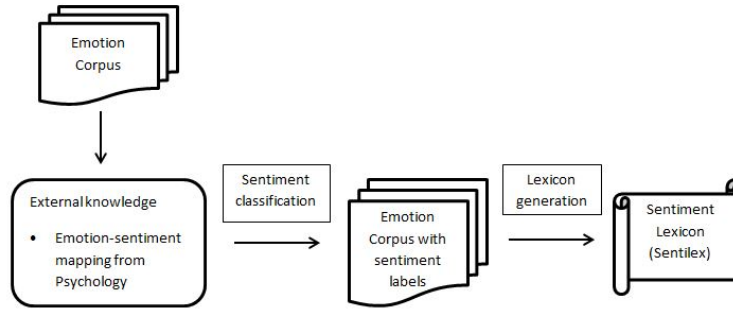 Emotion
Corpus
External knowledge
• Emotion-sentiment
mapping from
Psychology
Sentiment
classification
Emotion
Corpus with
sentiment
labels
Lexicon
generation
Sentiment
Lexicon
(Sentilex)